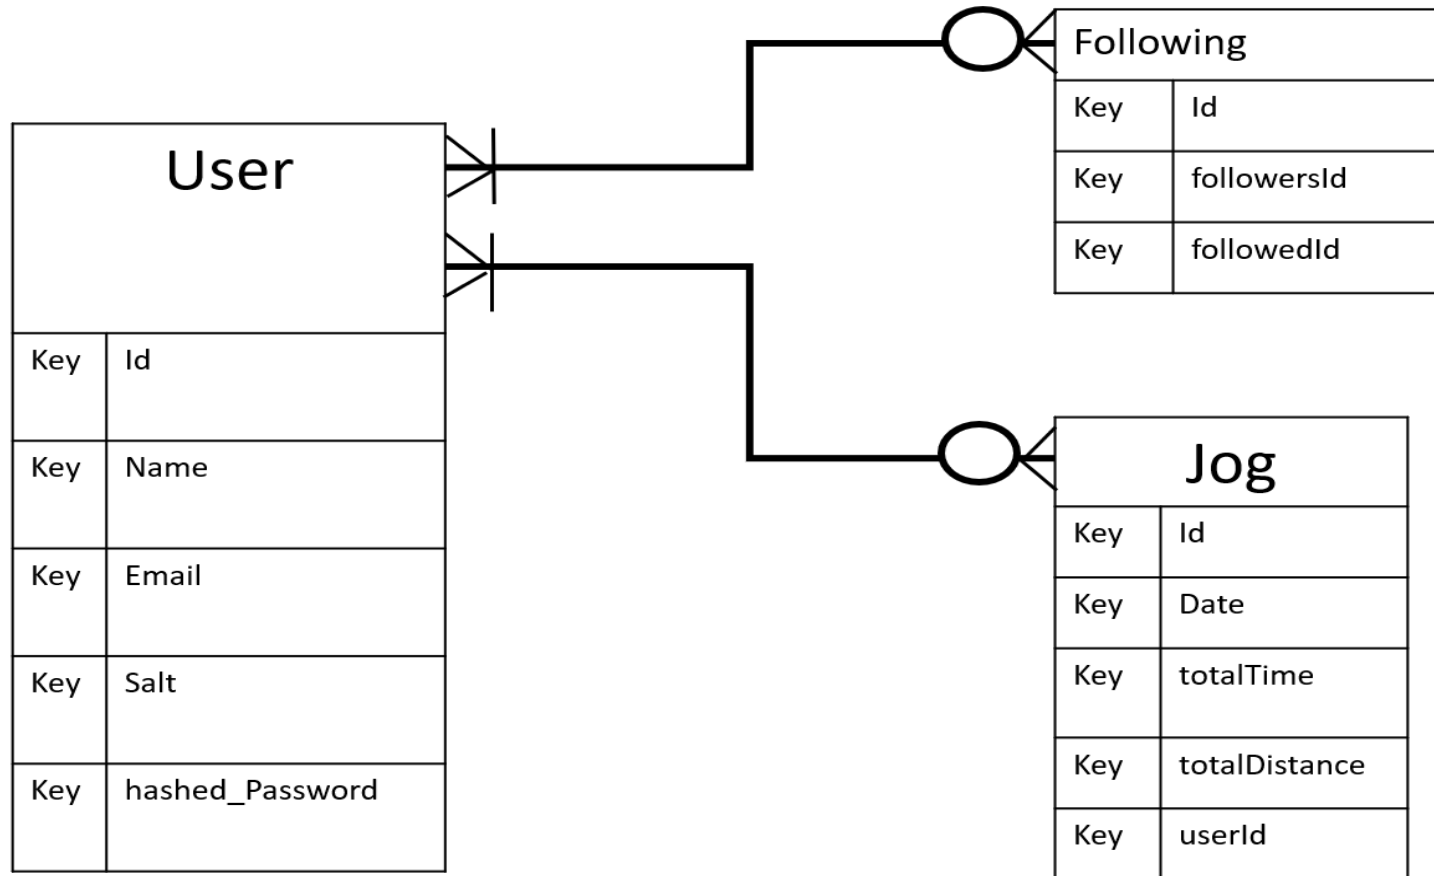 User
Key Id
Key Name
Key Email
Key Salt
Key hashed_Password
Following
Key Id
Key followersId
Key followedId
Jog
Key Id
Key Date
Key totalTime
Key totalDistance
Key userId